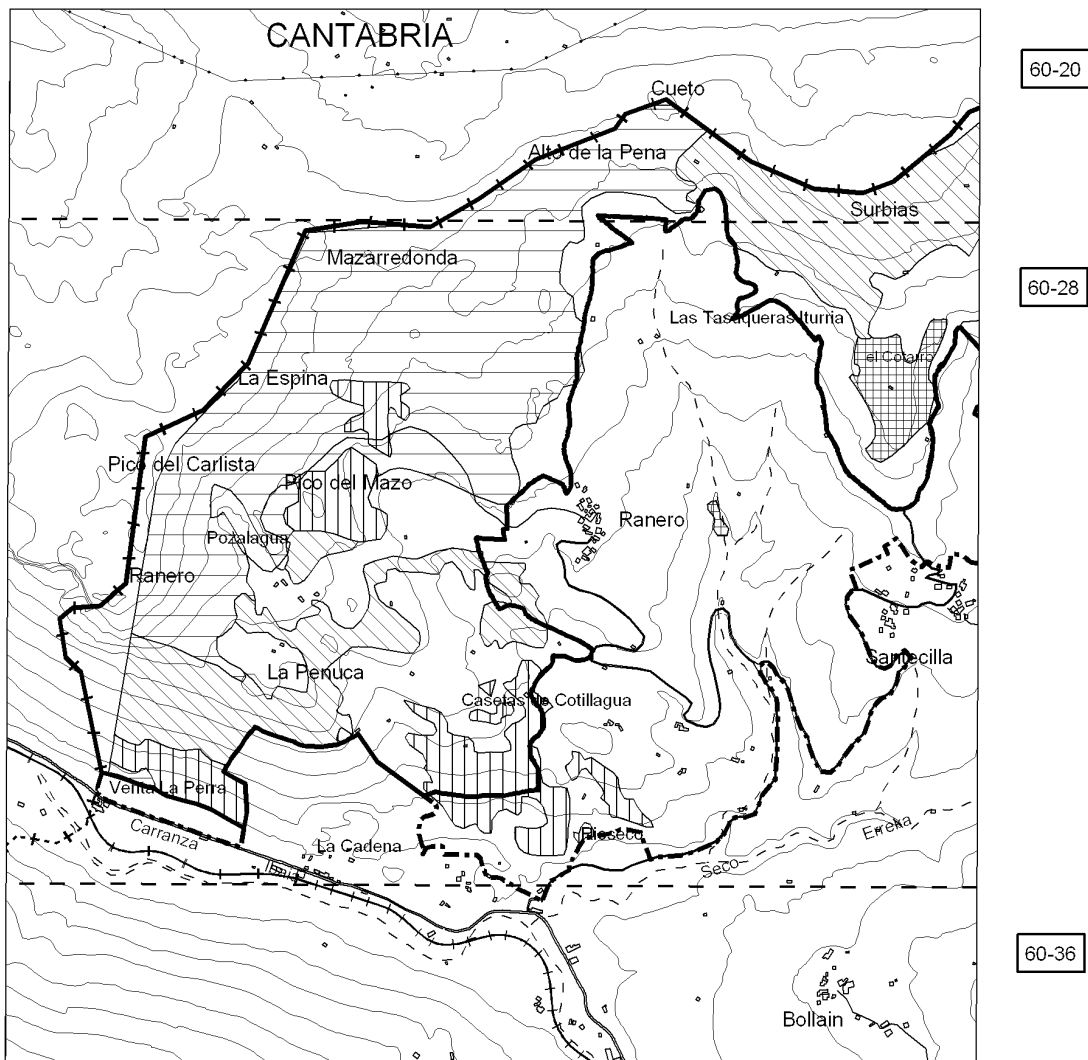 CANTABRIA
60-20
Cueto
Alto de la Pena
Surbias
Mazarredonda
60-28
Las Tasugueras Iturria
el Cotarro
La Espina
Pico del Carlista
Pico del Mazo
Ranero
Pozalagua
Ranero
Santecilla
La Penuca
Casetas de Cotillagua
Venta La Perra
Carranza
Rioseco
Erreka
La Cadena
Seco
60-36
Bollain